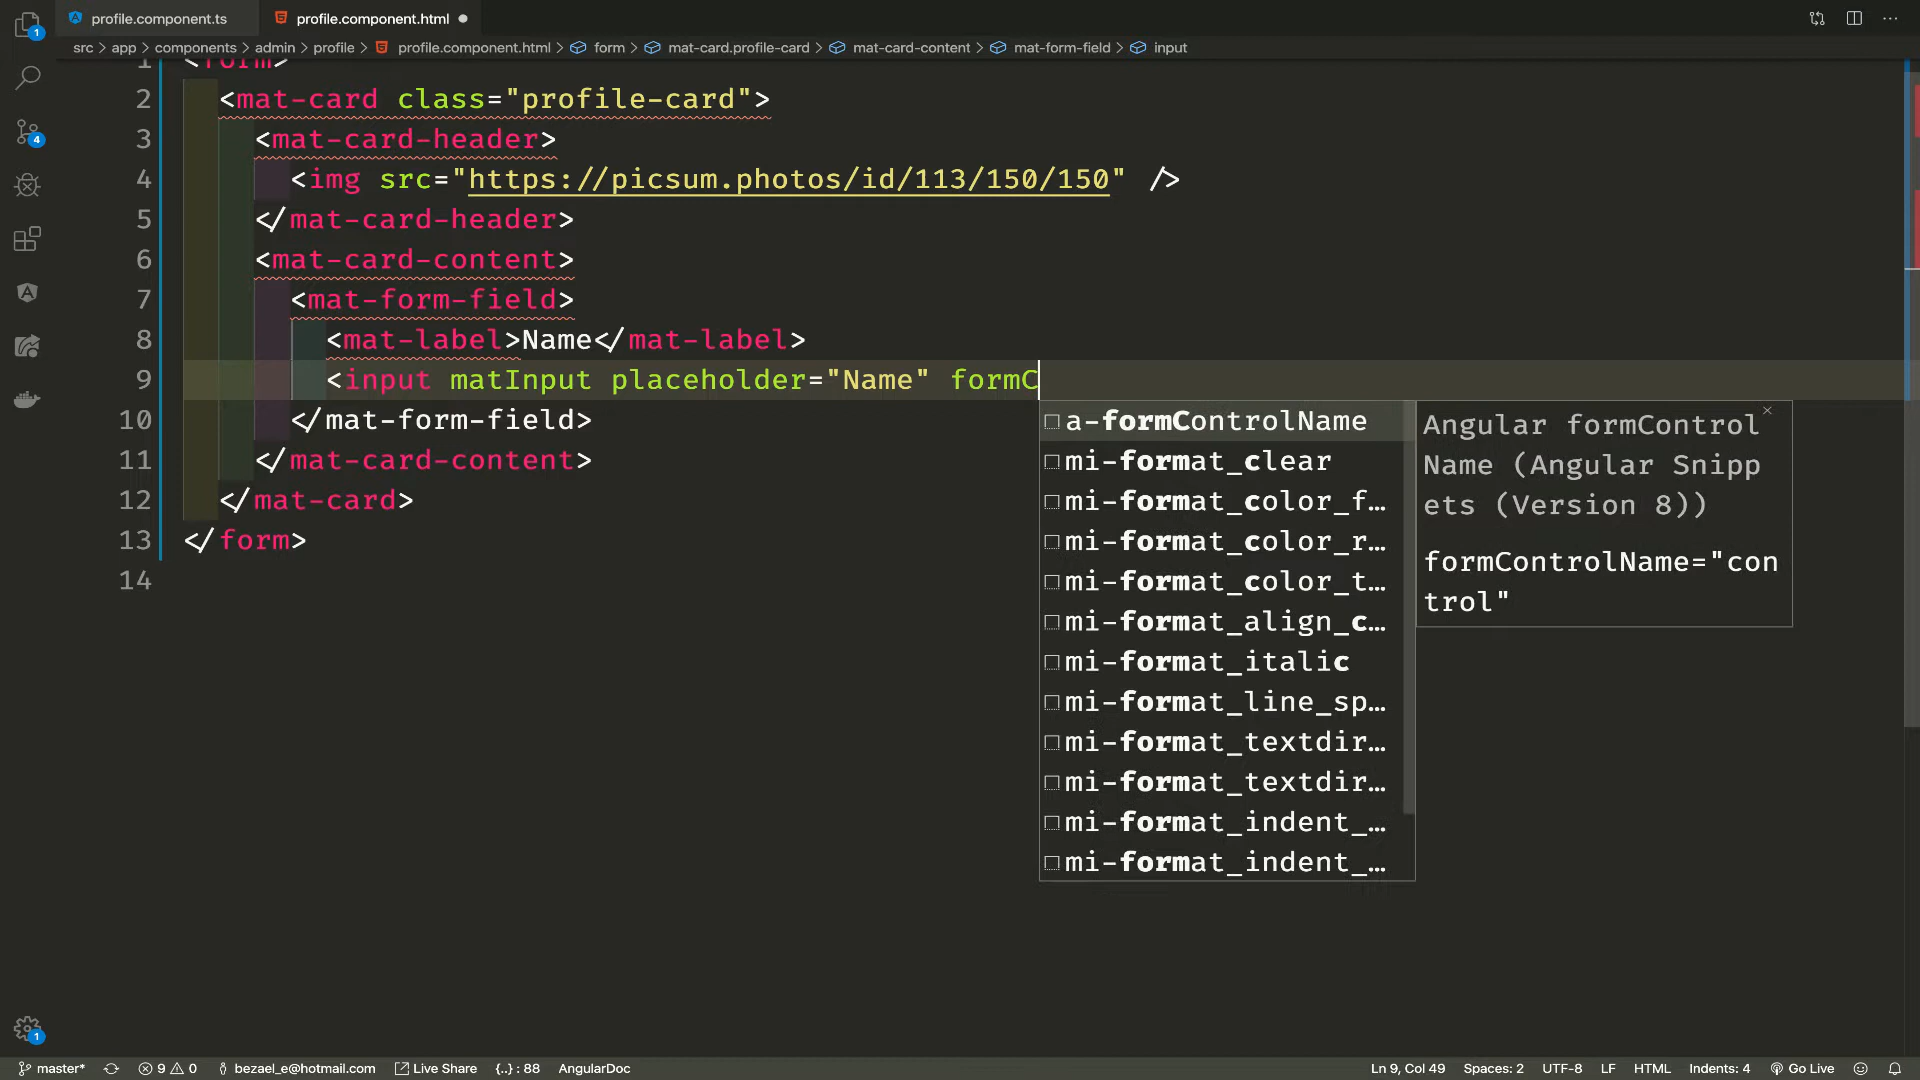 profile.component.ts
profile.component.html
src > app > components > admin > profile > profile.component.html > form > mat-card.profile-card > mat-card-content > mat-form-field > input
1 <form>
2 <mat-card class="profile-card">
3 <mat-card-header>
4 <img src="https://picsum.photos/id/113/150/150" />
5 </mat-card-header>
6 <mat-card-content>
7 <mat-form-field>
8 <mat-label>Name</mat-label>
9 <input matInput placeholder="Name" formC
10 </mat-form-field>
11 </mat-card-content>
12 </mat-card>
13 </form>
14
a-formControlName
mi-format_clear
mi-format_color_f…
mi-format_color_r…
mi-format_color_t…
mi-format_align_c…
mi-format_italic
mi-format_line_sp…
mi-format_textdir…
mi-format_textdir…
mi-format_indent_…
mi-format_indent_…
Angular formControl
Name (Angular Snipp
ets (Version 8))
formControlName="con
trol"
1
4
1
master* 9 0 bezael_e@hotmail.com Live Share {..} : 88 AngularDoc Ln 9, Col 49 Spaces: 2 UTF-8 LF HTML Indents: 4 Go Live